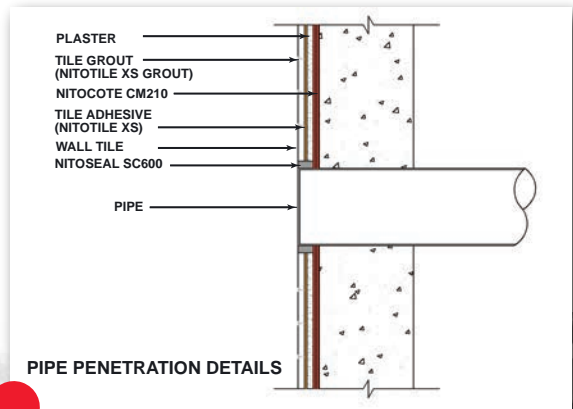 PLASTER
TILE GROUT
(NITOTILE XS GROUT)
NITOCOTE CM210
TILE ADHESIVE
(NITOTILE XS)
WALL TILE
NITOSEAL SC600
PIPE
PIPE PENETRATION DETAILS